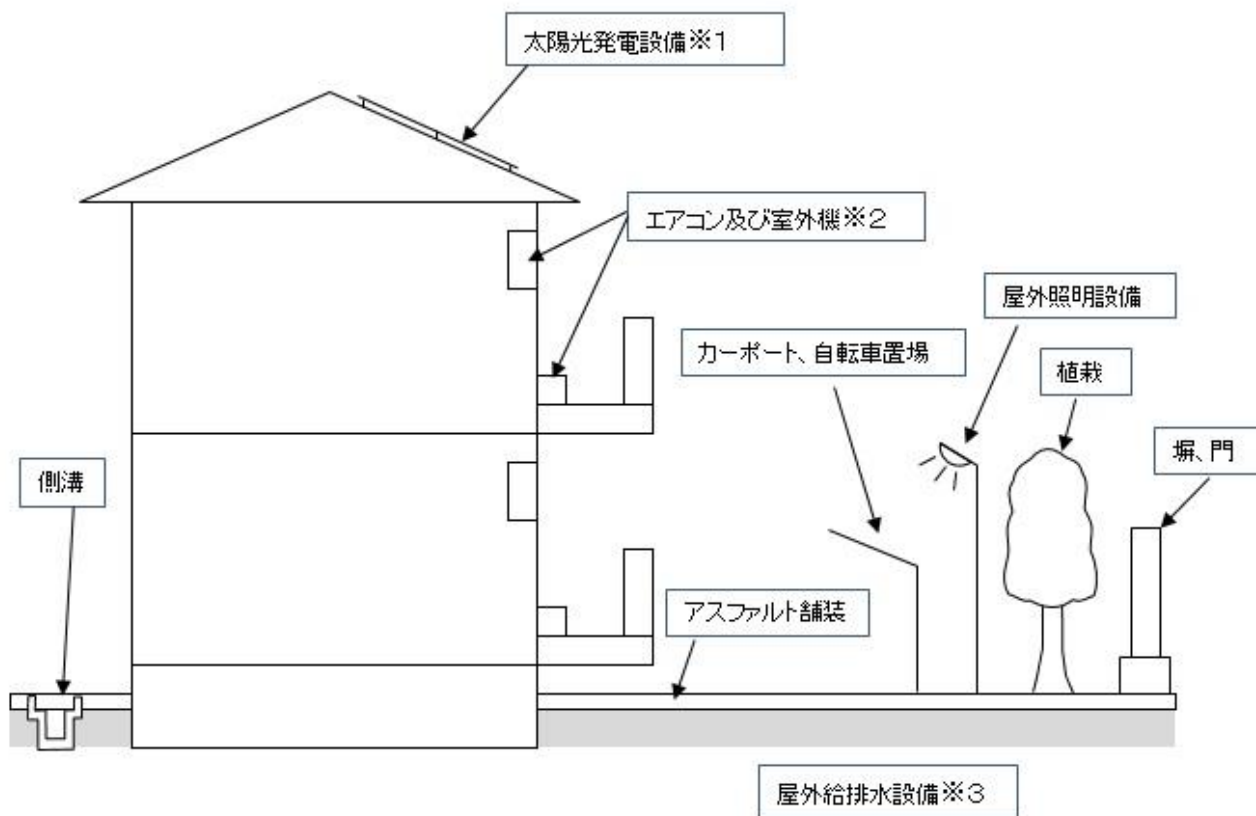 太陽光発電設備※1
エアコン及び室外機※2
屋外照明設備
カーポート、自転車置場
植栽
塀、門
側溝
アスファルト舗装
屋外給排水設備※3